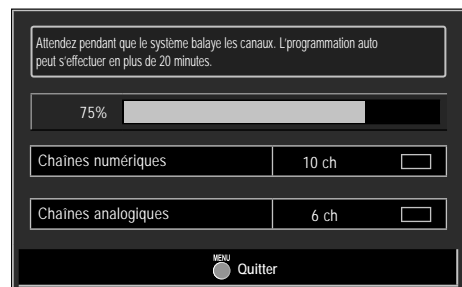 Attendez pendant que le système balaye les canaux. L'programmation auto
peut s'effectuer en plus de 20 minutes.
75%
Chaînes numériques 10 ch
Chaînes analogiques 6 ch
MENU
Quitter